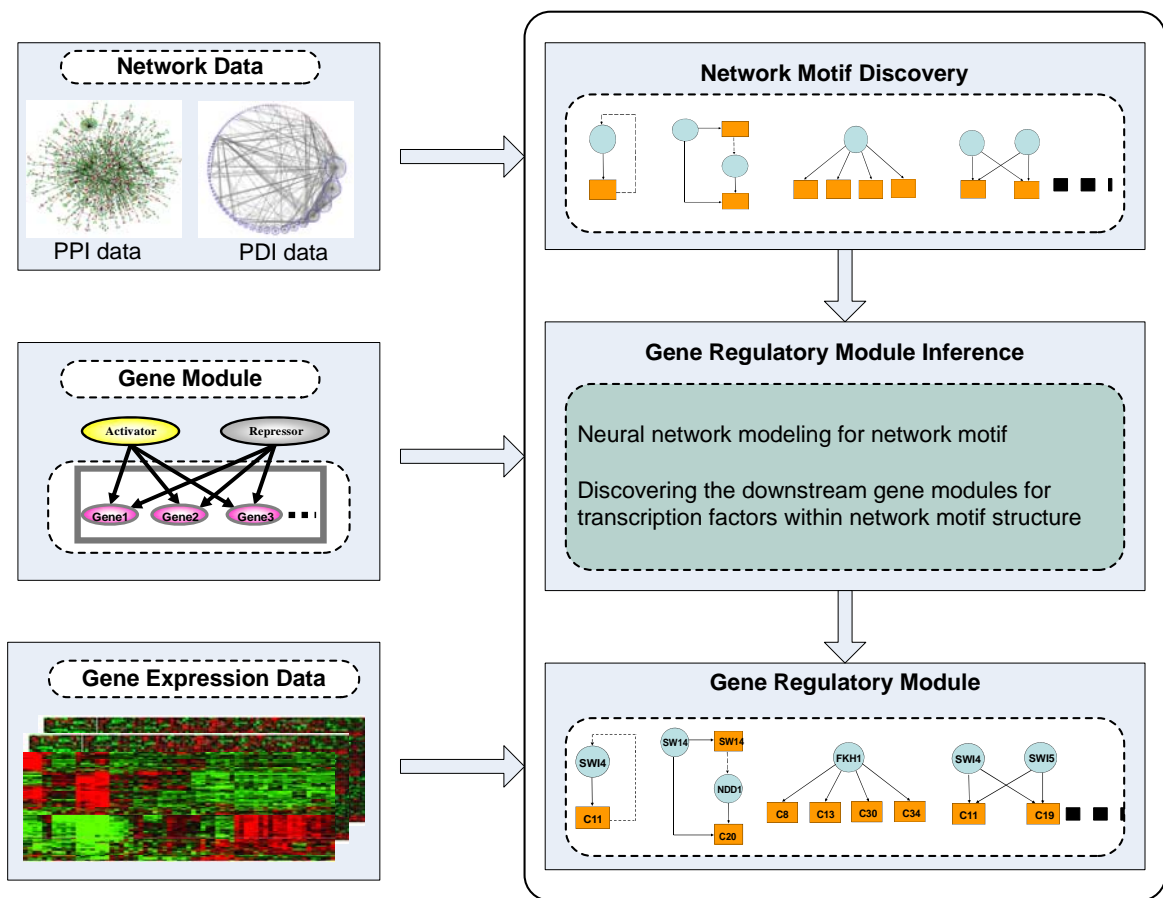 Network Data
PPI data
PDI data
Gene Module
Activator
Repressor
Gene1
Gene2
Gene3
Gene Expression Data
Network Motif Discovery
Gene Regulatory Module Inference
Neural network modeling for network motif
Discovering the downstream gene modules for
transcription factors within network motif structure
Gene Regulatory Module
SWI4
C11
SW14
SW14
NDD1
C20
FKH1
C8
C13
C30
C34
SWI4
SWI5
C11
C19